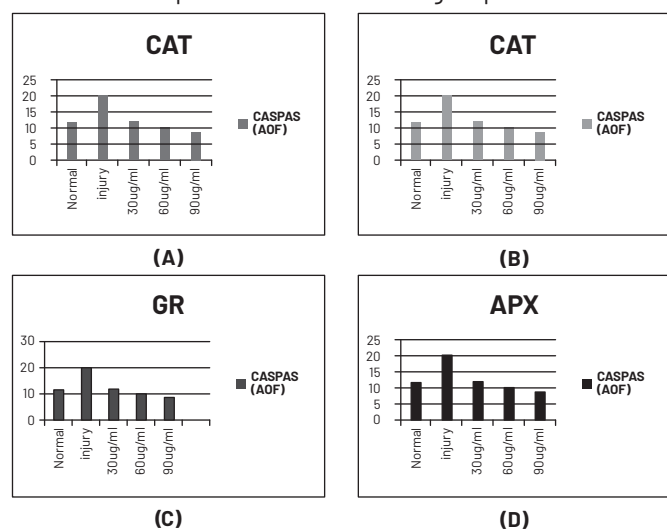 CAT
25
20
15
10
5
0
Normal
injury
30ug/ml
60ug/ml
90ug/ml
CASPAS
(AOF)
(A)
CAT
25
20
15
10
5
0
Normal
injury
30ug/ml
60ug/ml
90ug/ml
CASPAS
(AOF)
(B)
GR
30
20
10
0
Normal
injury
30ug/ml
60ug/ml
90ug/ml
CASPAS
(AOF)
(C)
APX
25
20
15
10
5
0
Normal
injury
30ug/ml
60ug/ml
90ug/ml
CASPAS
(AOF)
(D)